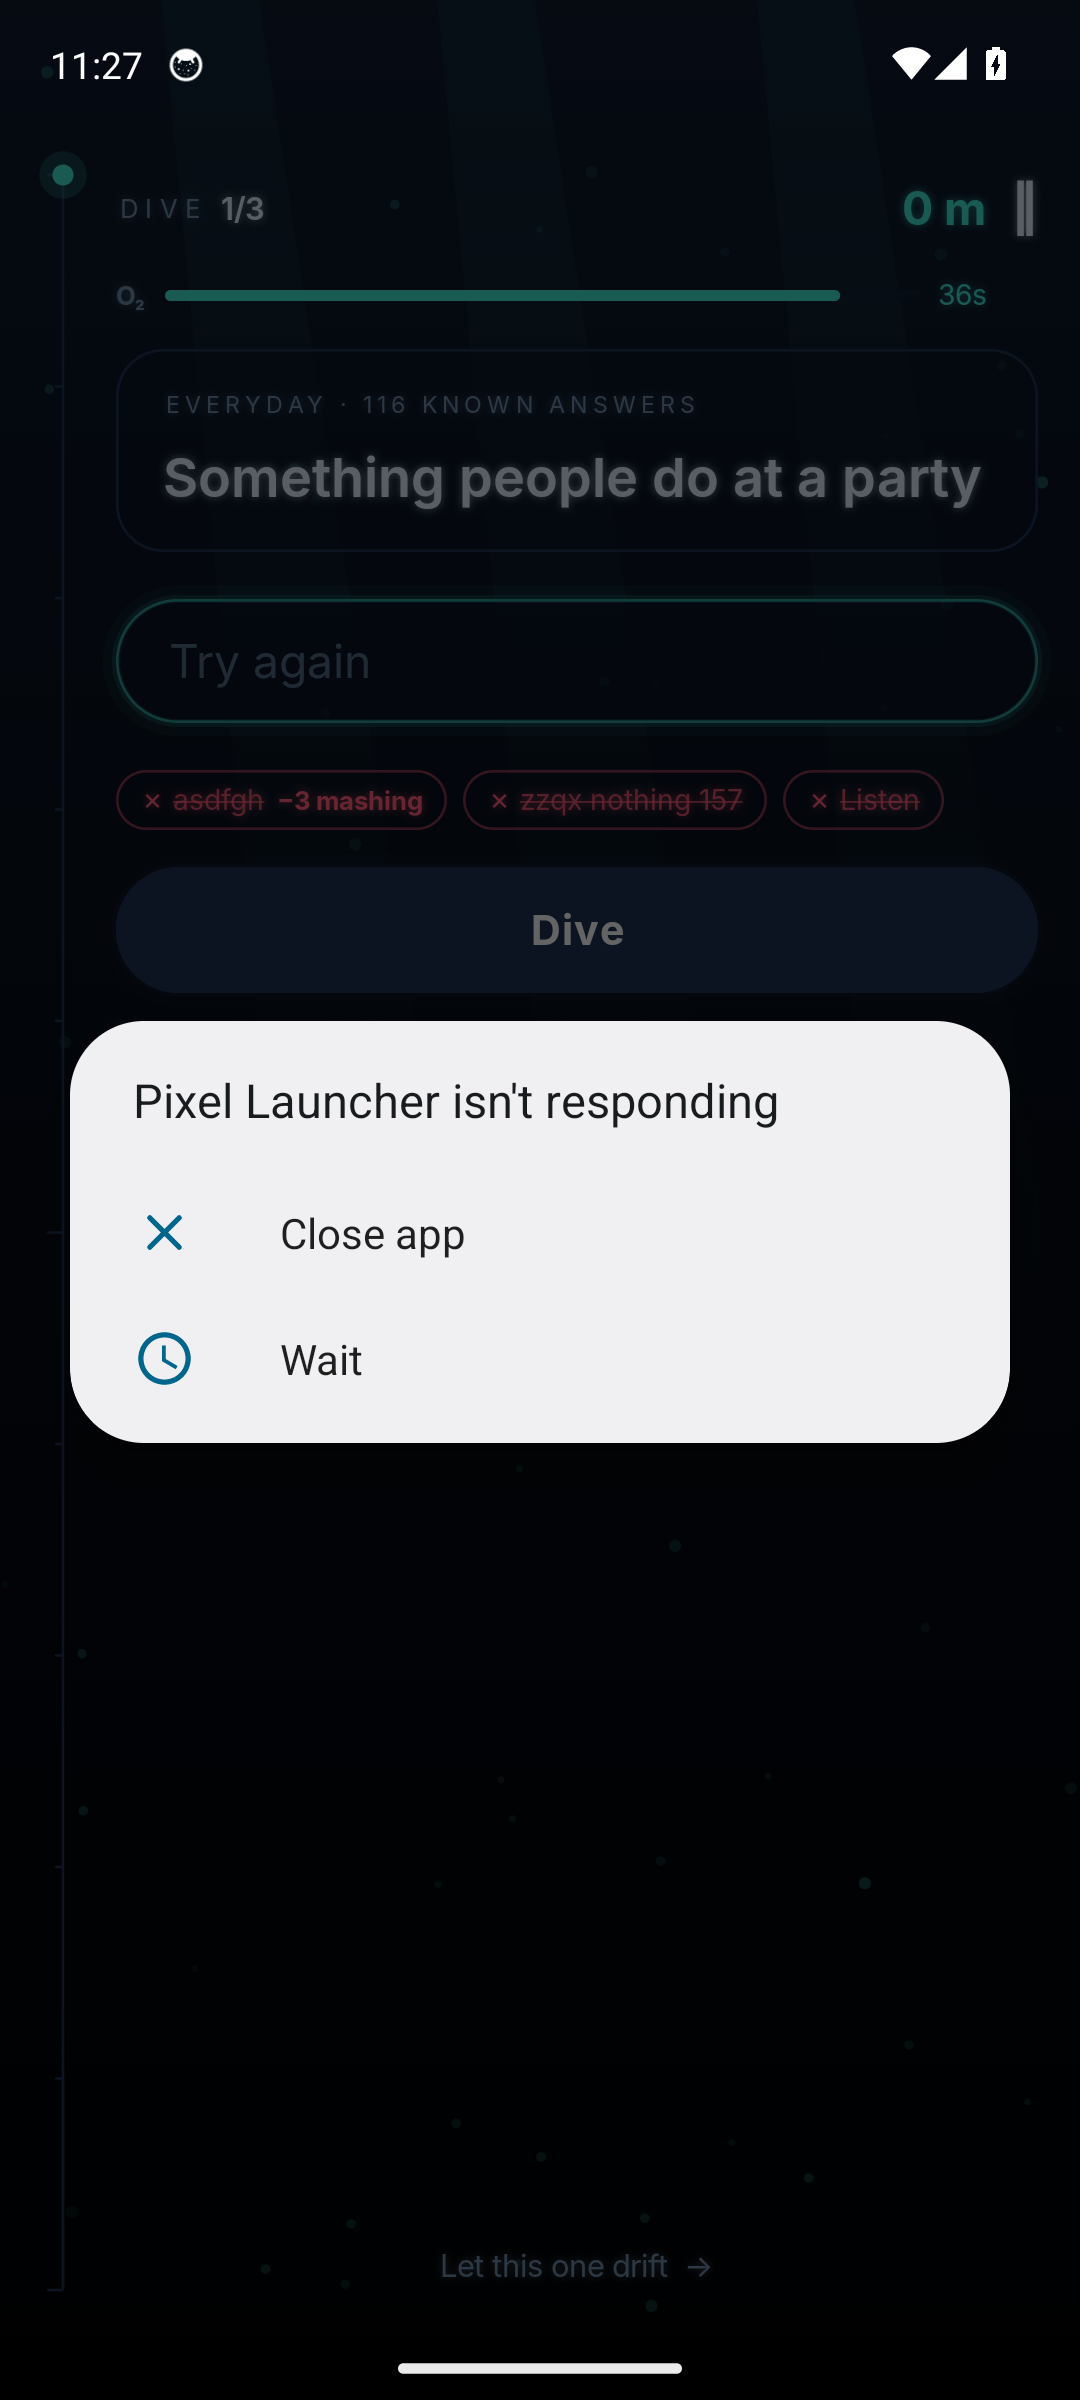 11:27
DIVE 1/3
0 m
O₂
36s
EVERYDAY · 116 KNOWN ANSWERS
Something people do at a party
Try again
× asdfgh −3 mashing
× zzqx nothing 157
× Listen
Dive
Pixel Launcher isn't responding
Close app
Wait
Let this one drift →